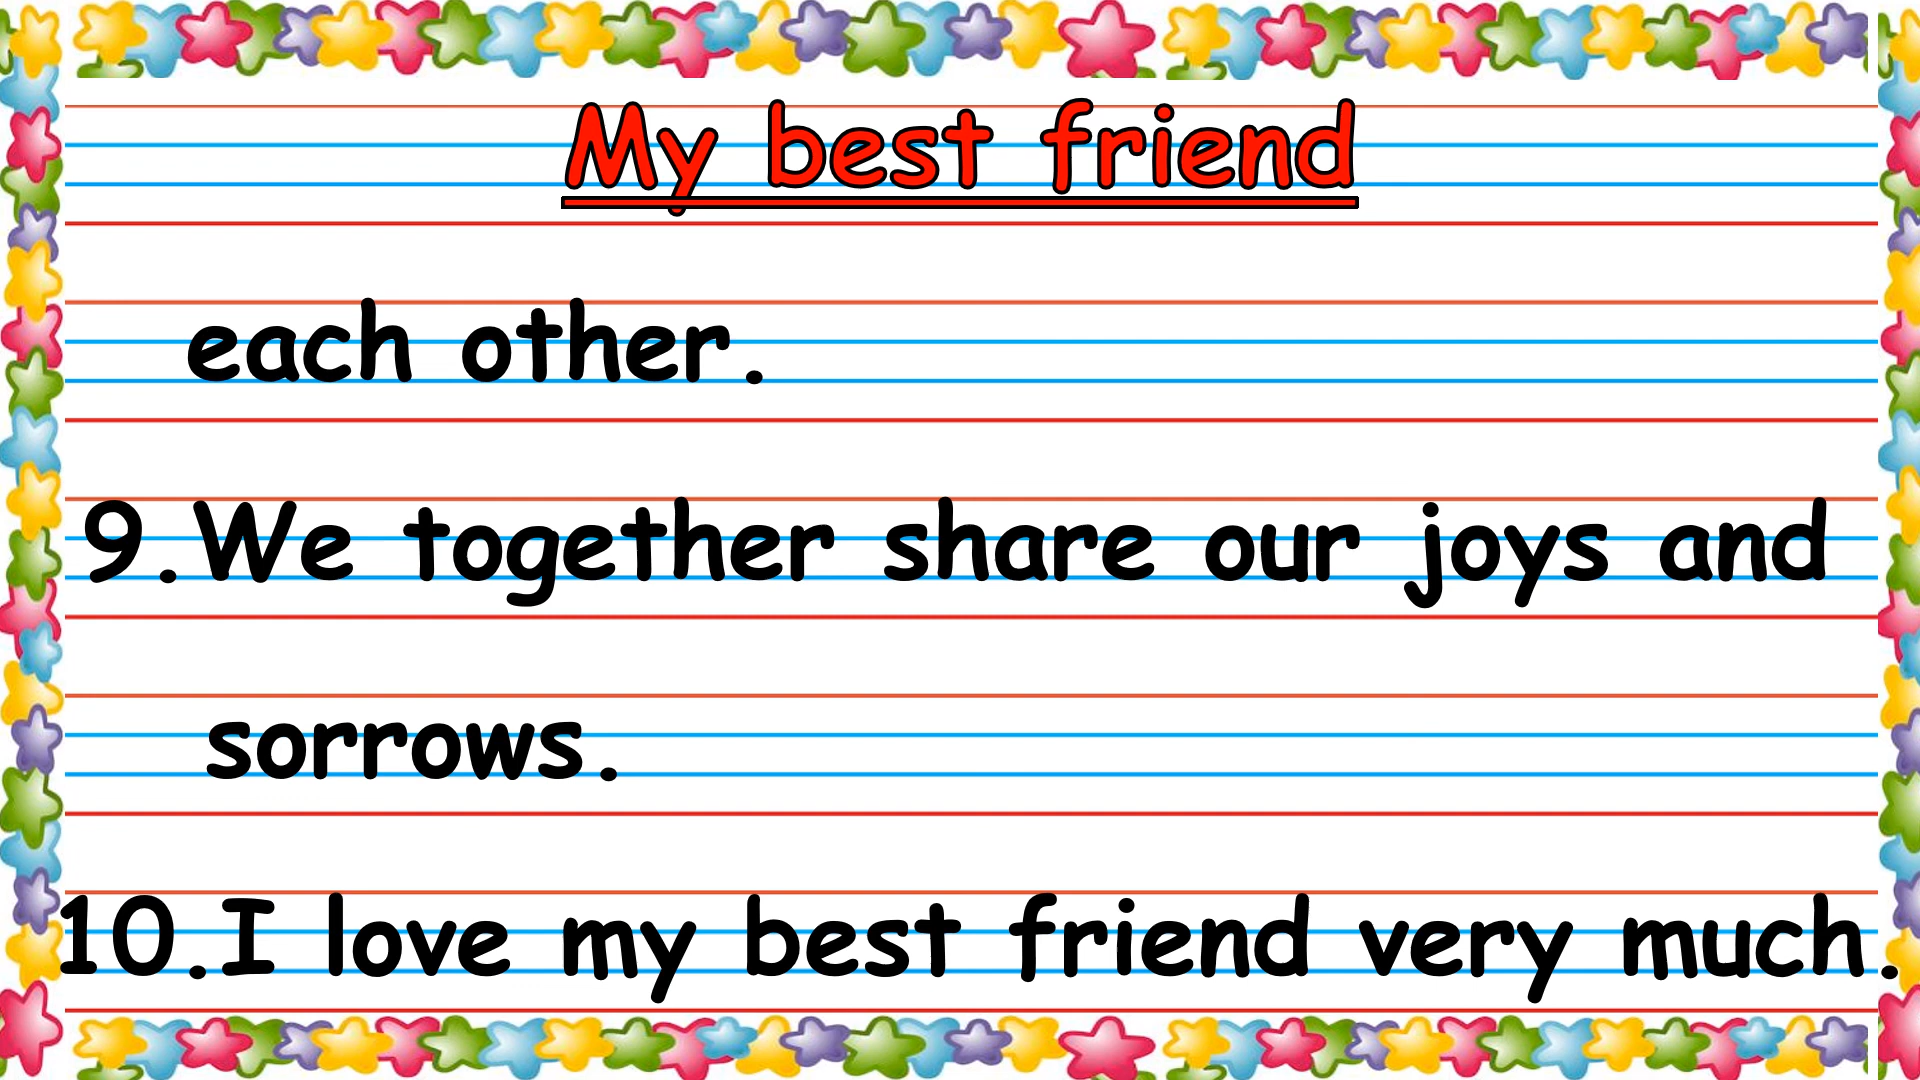 My best friend
each other.
9.We together share our joys and
sorrows.
10.I love my best friend very much.